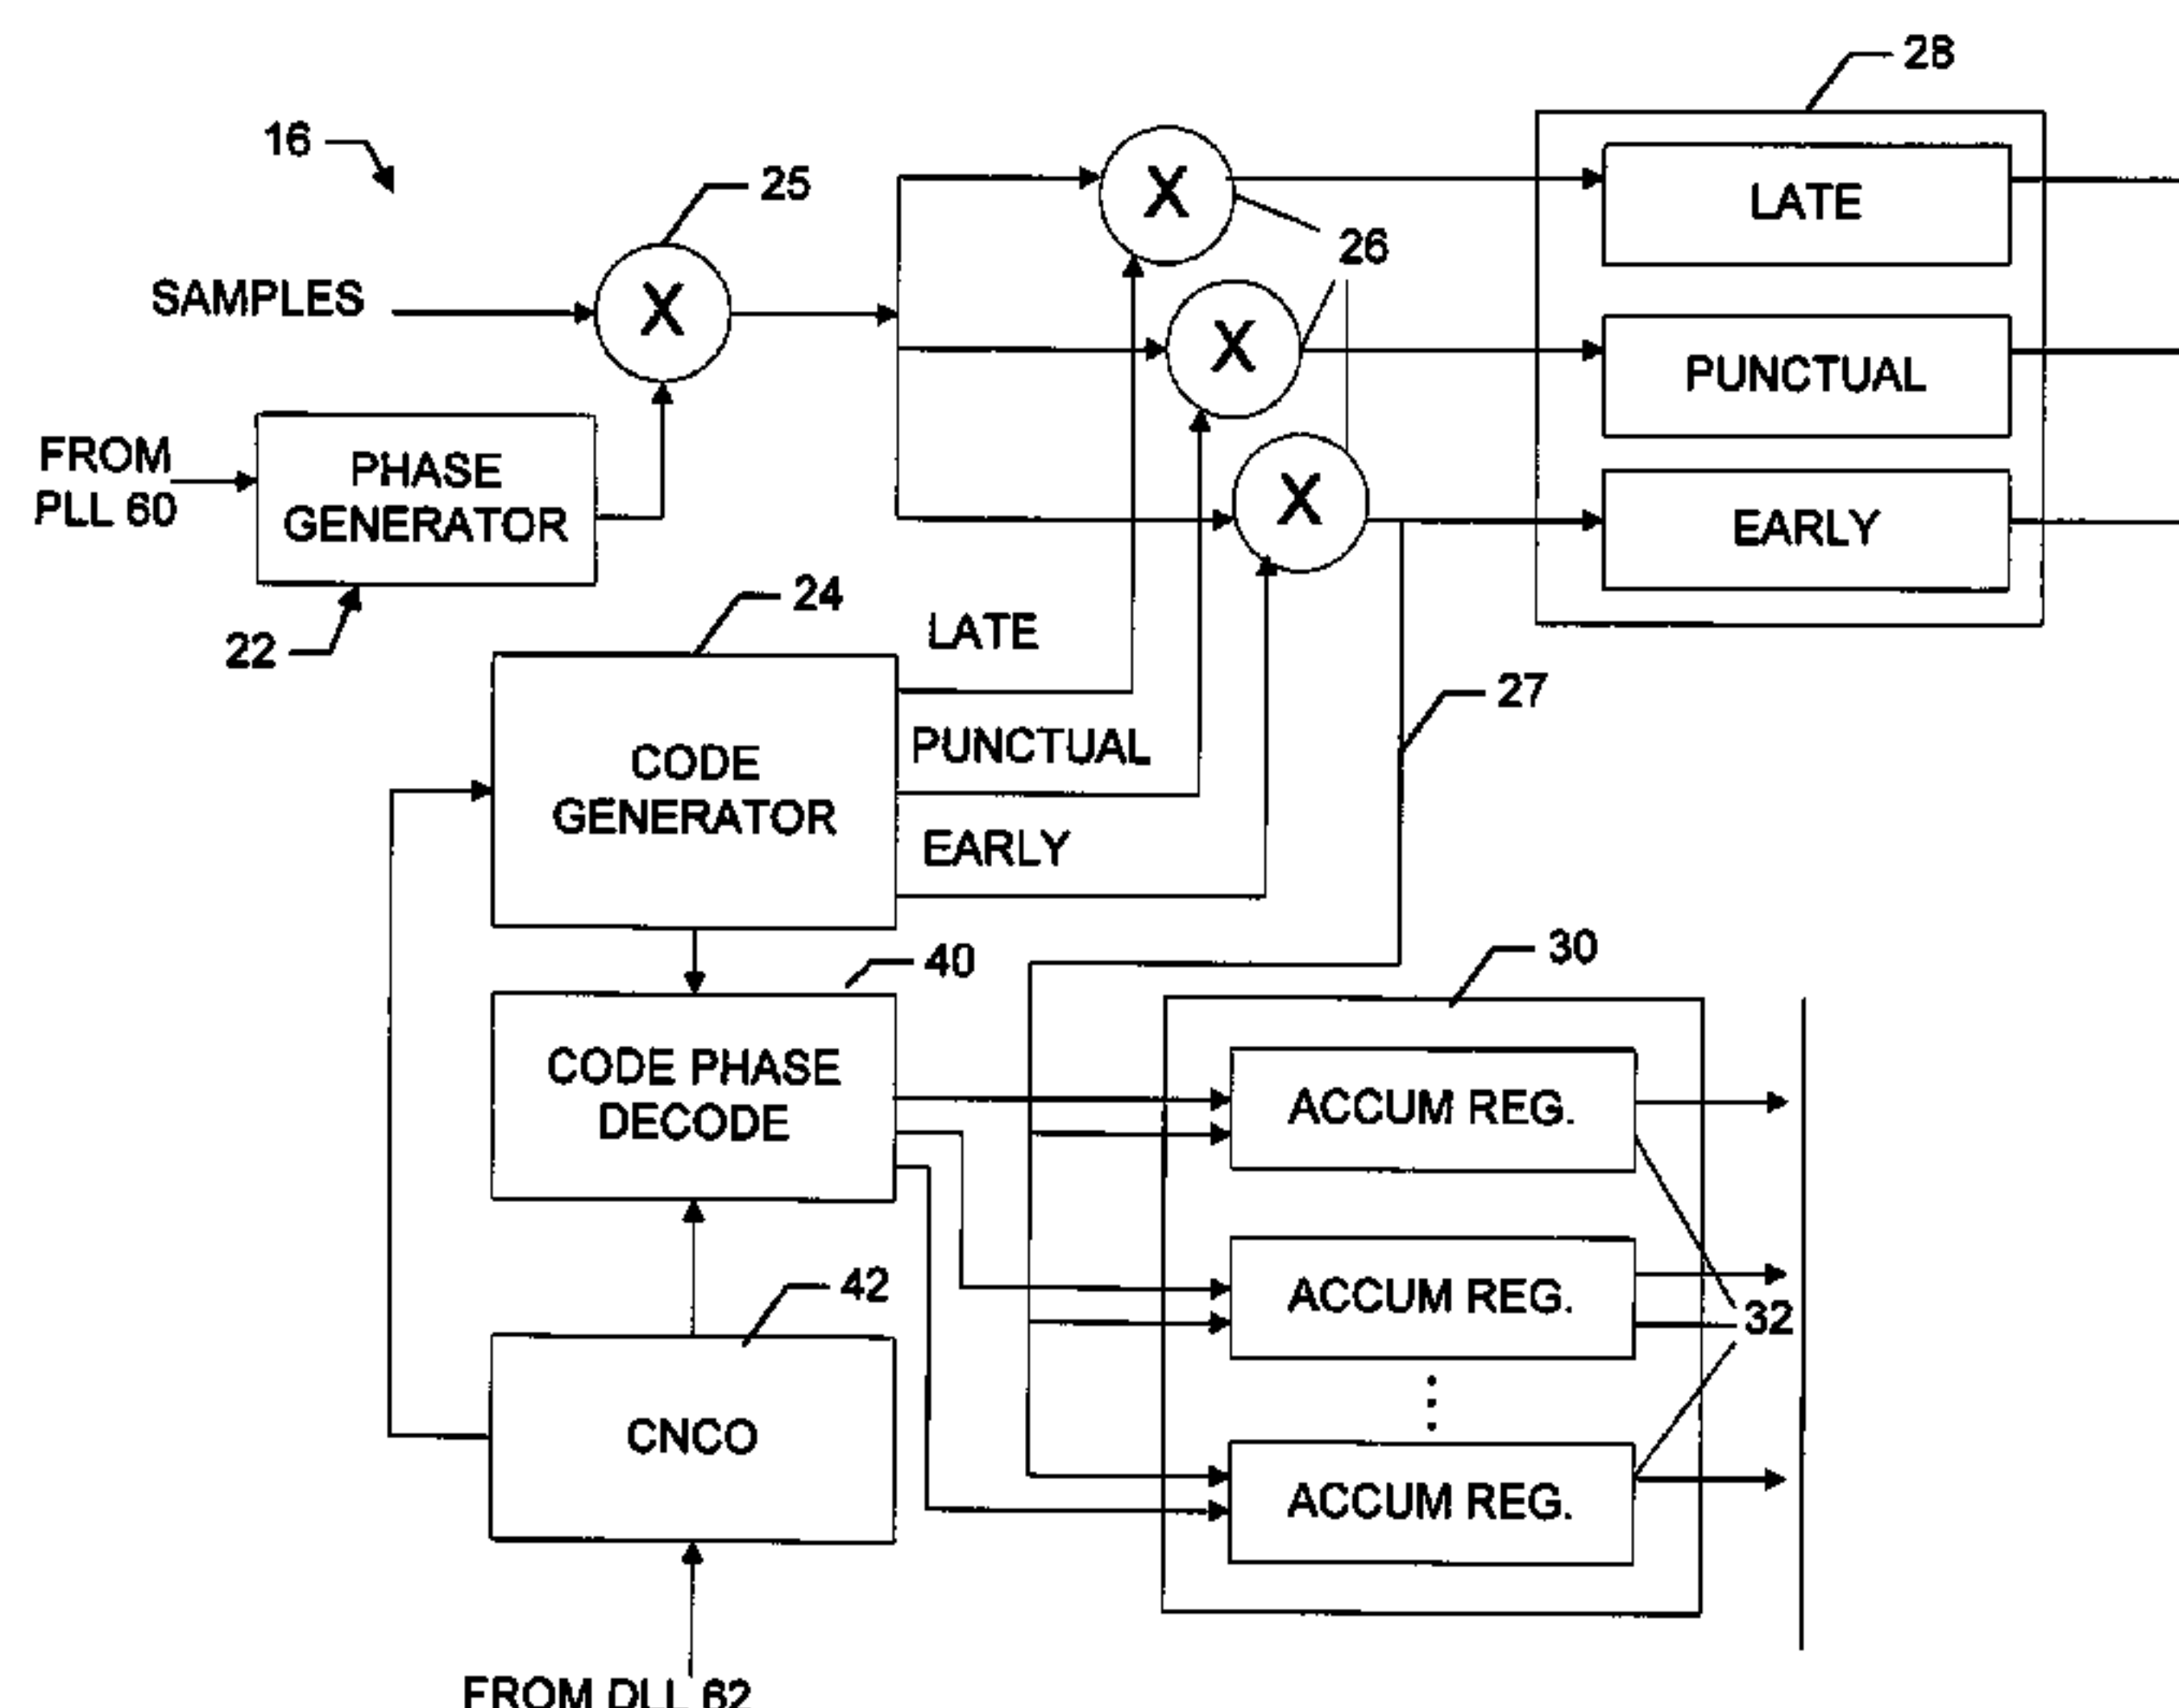 28
16
25
X
LATE
26
SAMPLES
X
X
PUNCTUAL
FROM
PLL 60
PHASE
GENERATOR
X
EARLY
24
22
LATE
27
PUNCTUAL
CODE
GENERATOR
EARLY
40
30
CODE PHASE
DECODE
ACCUM REG.
42
ACCUM REG.
32
CNCO
ACCUM REG.
FROM DLL 62